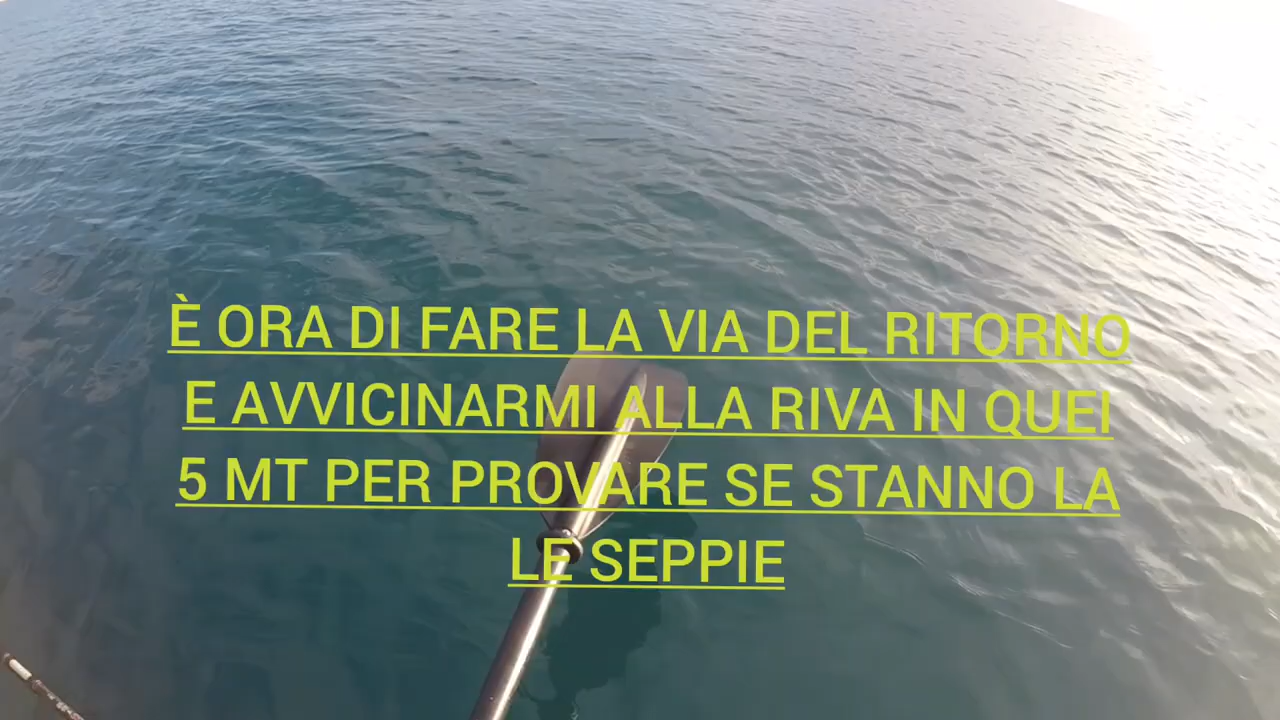 È ORA DI FARE LA VIA DEL RITORNO
E AVVICINARMI ALLA RIVA IN QUEI
5 MT PER PROVARE SE STANNO LA
LE SEPPIE